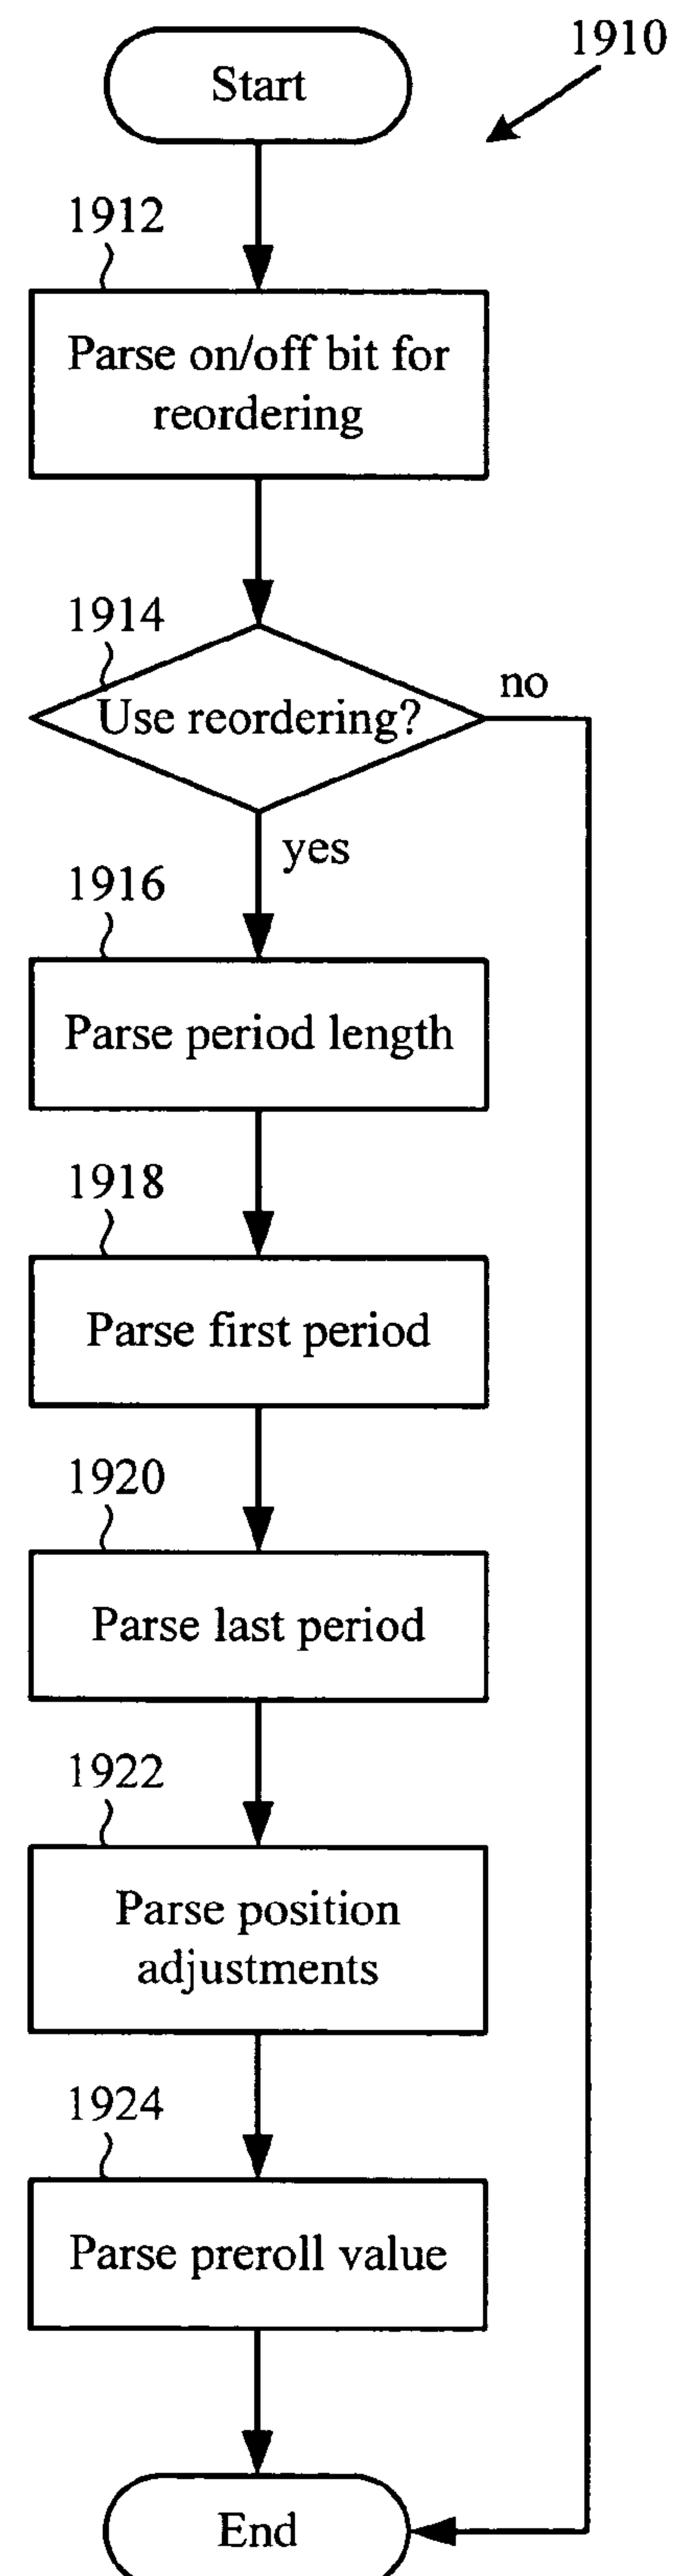 1910
Start
1912
Parse on/off bit for
reordering
1914
Use reordering?
no
yes
1916
Parse period length
1918
Parse first period
1920
Parse last period
1922
Parse position
adjustments
1924
Parse preroll value
End